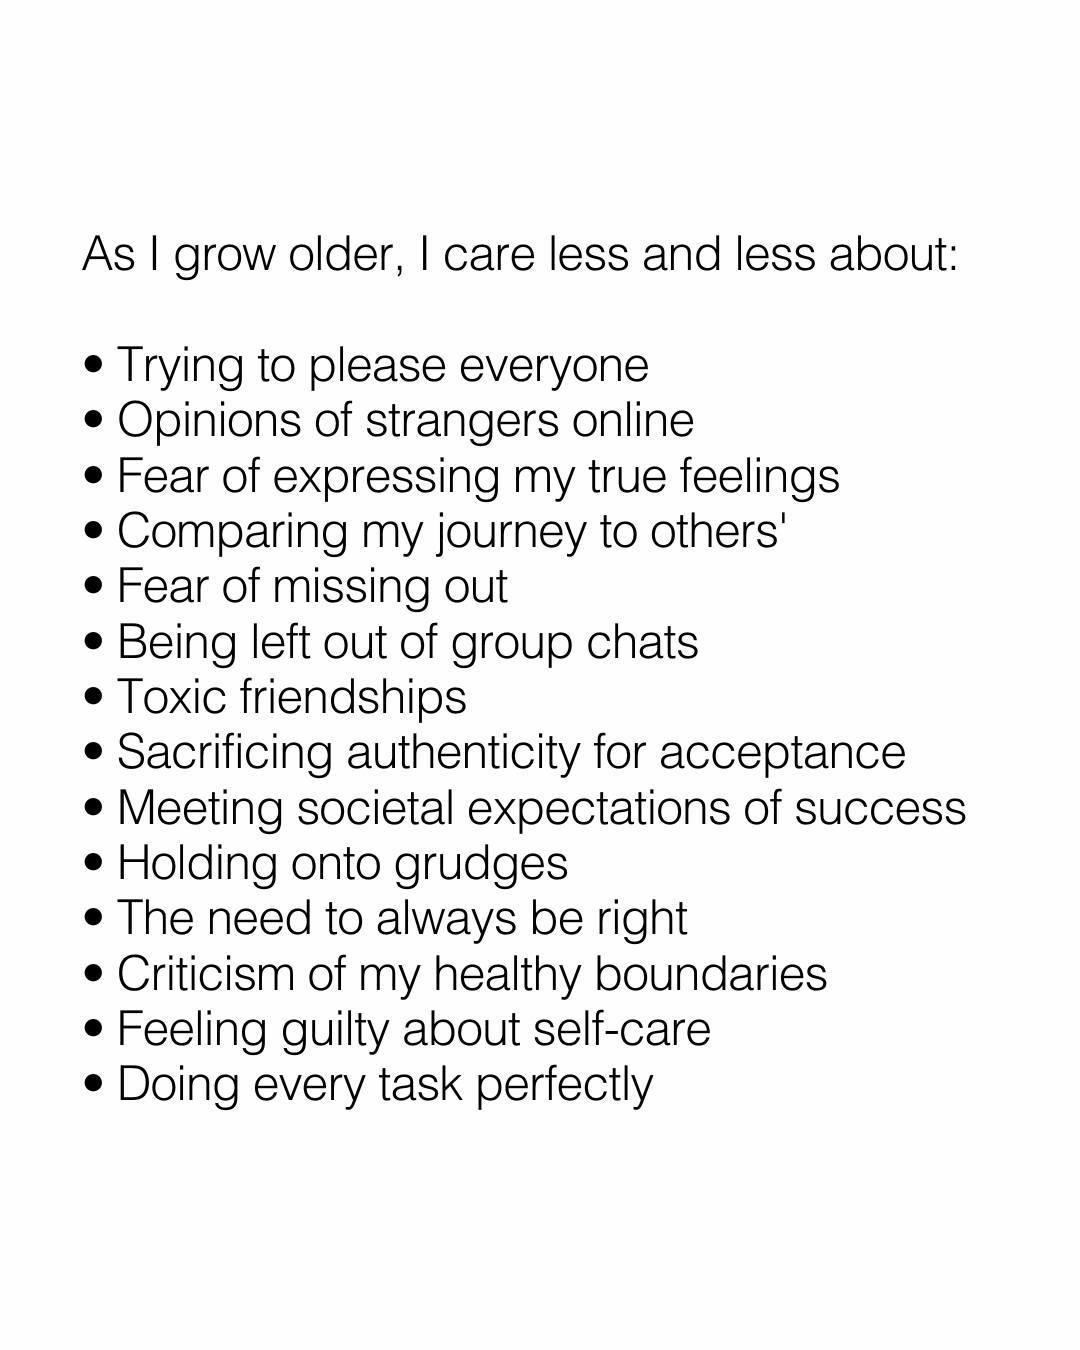 As I grow older, I care less and less about:
• Trying to please everyone
• Opinions of strangers online
• Fear of expressing my true feelings
• Comparing my journey to others'
• Fear of missing out
• Being left out of group chats
• Toxic friendships
• Sacrificing authenticity for acceptance
• Meeting societal expectations of success
• Holding onto grudges
• The need to always be right
• Criticism of my healthy boundaries
• Feeling guilty about self-care
• Doing every task perfectly